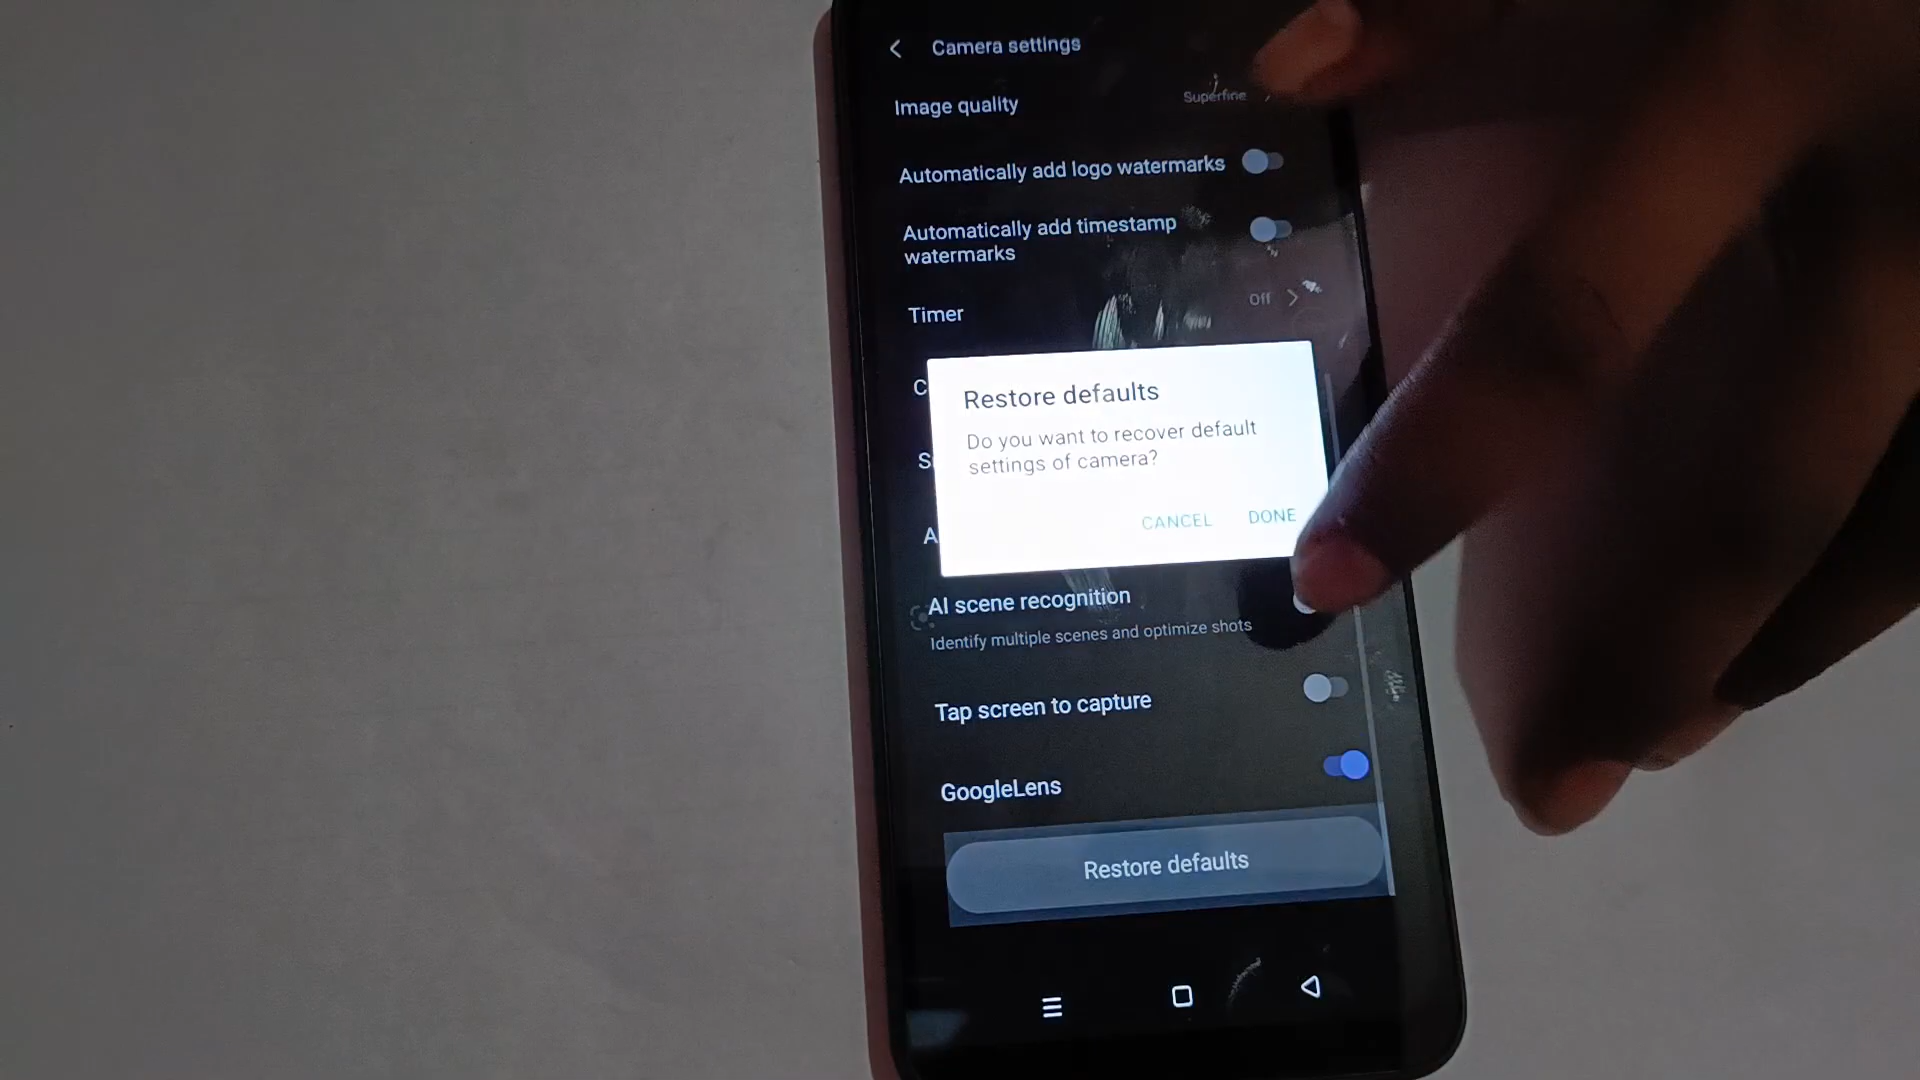 Camera settings
Image quality
Superfine
Automatically add logo watermarks
Automatically add timestamp
watermarks
Timer
Off
Restore defaults
Do you want to recover default
settings of camera?
CANCEL DONE
AI scene recognition
Identify multiple scenes and optimize shots
Tap screen to capture
GoogleLens
Restore defaults